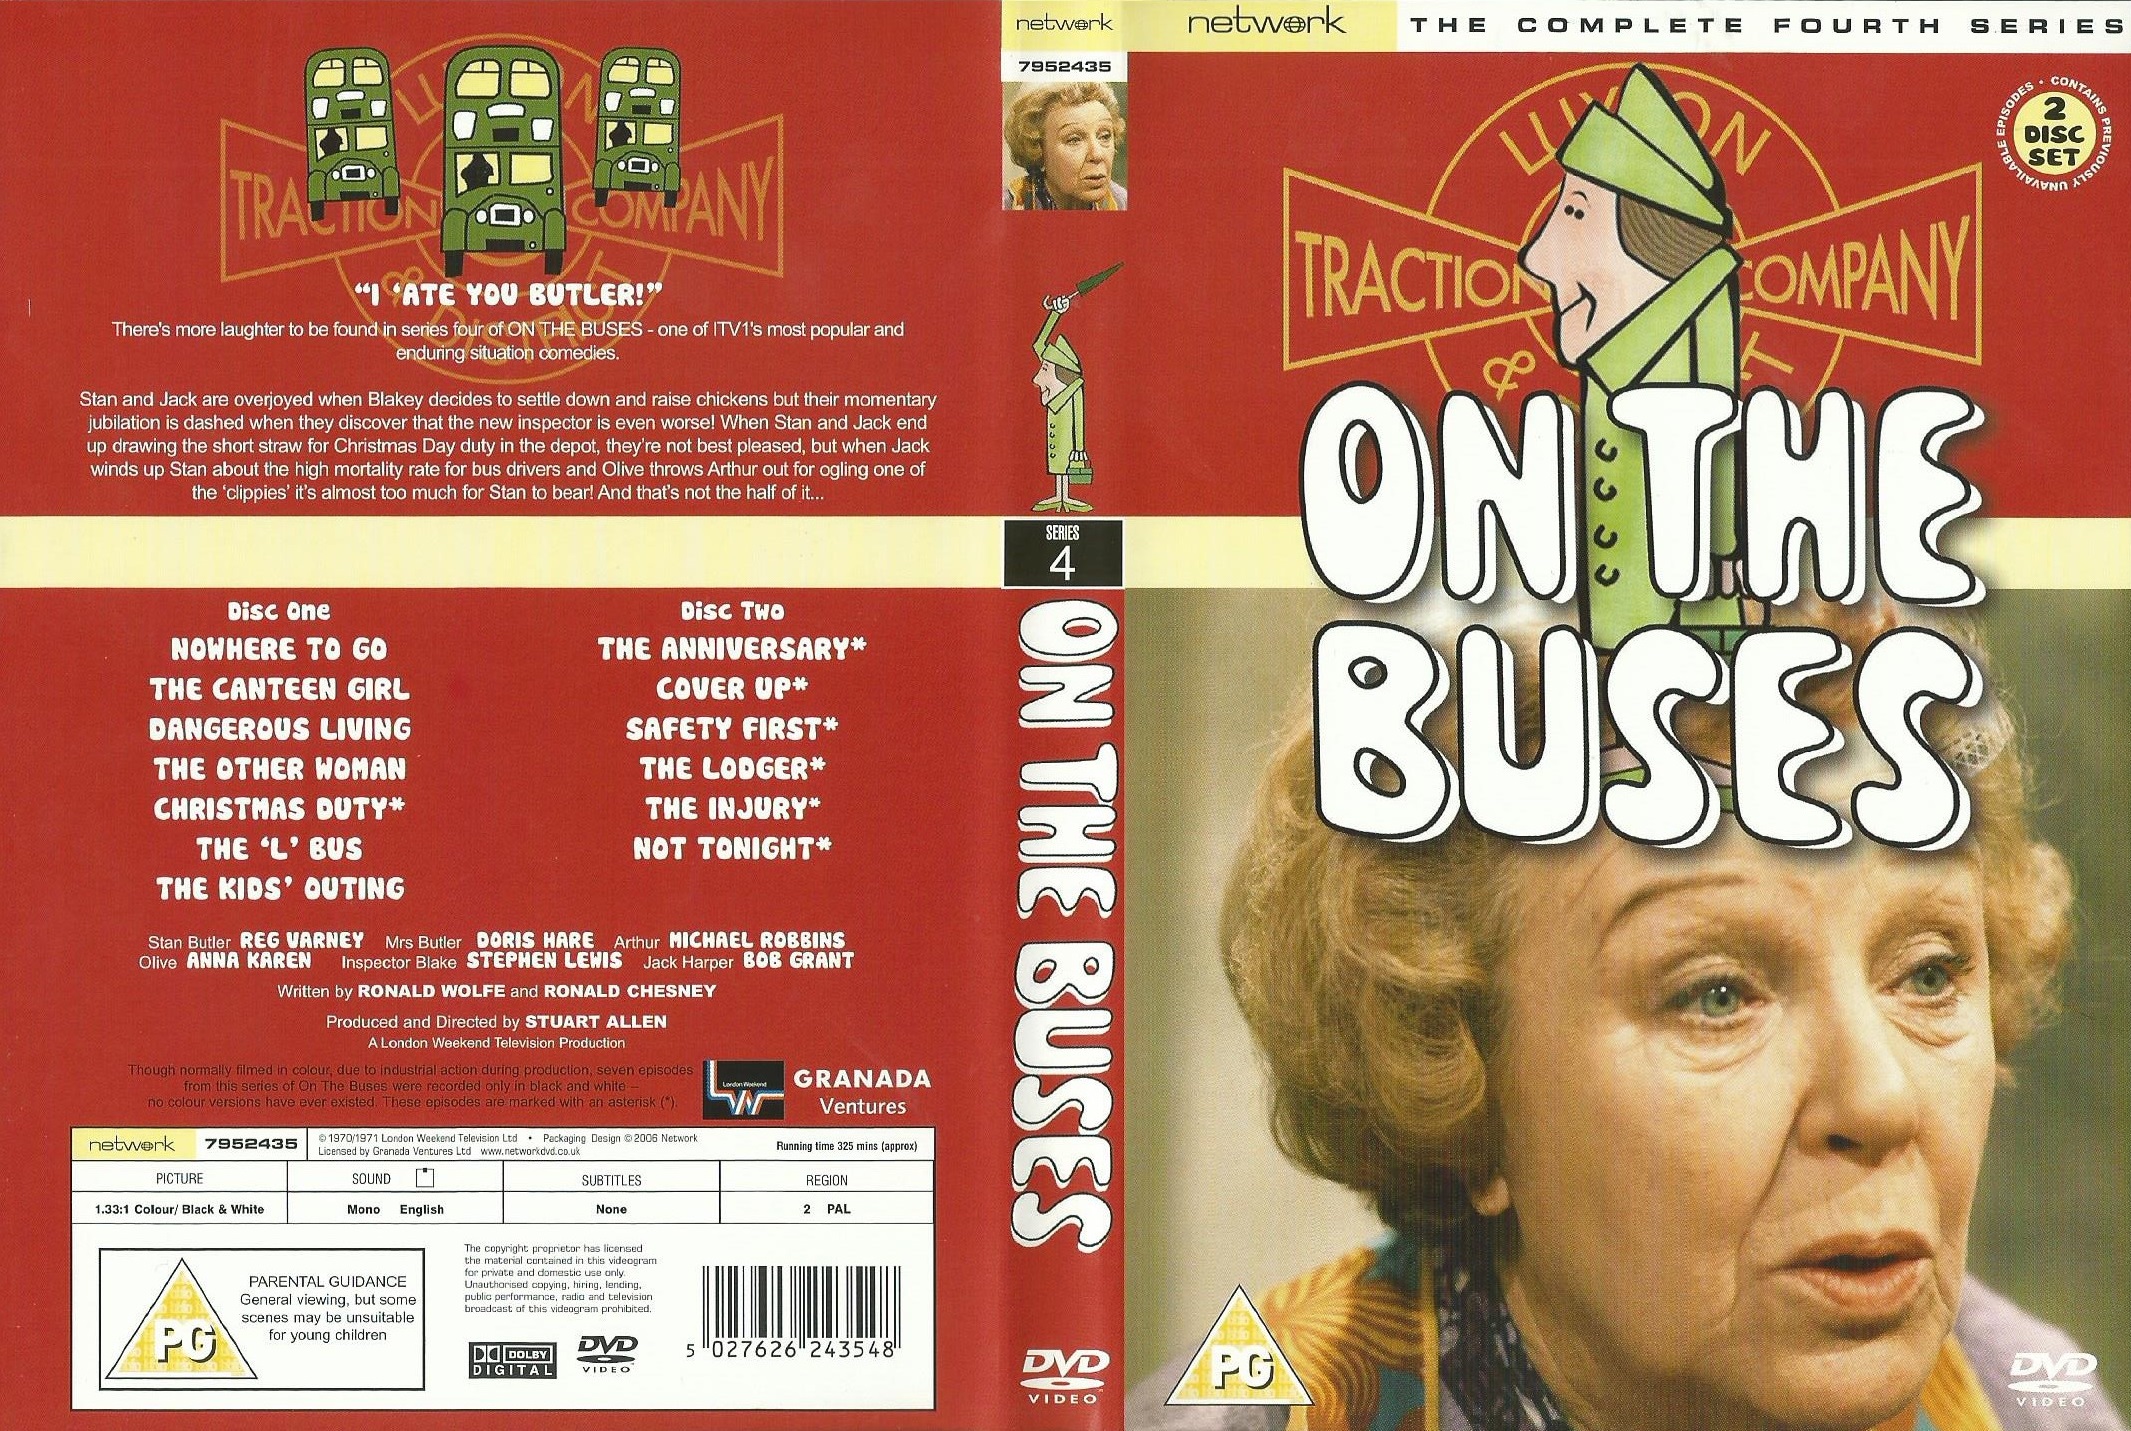 network
7952435
network
THE COMPLETE FOURTH SERIES
2
DISC
SET
CONTAINS PREVIOUSLY UNAVAILABLE EPISODES •
TRACTION COMPANY
&
"I 'ATE YOU BUTLER!"
There's more laughter to be found in series four of ON THE BUSES - one of ITV1's most popular and
enduring situation comedies.
Stan and Jack are overjoyed when Blakey decides to settle down and raise chickens but their momentary
jubilation is dashed when they discover that the new inspector is even worse! When Stan and Jack end
up drawing the short straw for Christmas Day duty in the depot, they're not best pleased, but when Jack
winds up Stan about the high mortality rate for bus drivers and Olive throws Arthur out for ogling one of
the 'clippies' it's almost too much for Stan to bear! And that's not the half of it...
Disc One
NOWHERE TO GO
THE CANTEEN GIRL
DANGEROUS LIVING
THE OTHER WOMAN
CHRISTMAS DUTY*
THE 'L' BUS
THE KIDS' OUTING
Disc Two
THE ANNIVERSARY*
COVER UP*
SAFETY FIRST*
THE LODGER*
THE INJURY*
NOT TONIGHT*
Stan Butler REG VARNEY Mrs Butler DORIS HARE Arthur MICHAEL ROBBINS
Olive ANNA KAREN Inspector Blake STEPHEN LEWIS Jack Harper BOB GRANT
Written by RONALD WOLFE and RONALD CHESNEY
Produced and Directed by STUART ALLEN
A London Weekend Television Production
Though normally filmed in colour, due to industrial action during production, seven episodes
from this series of On The Buses were recorded only in black and white –
no colour versions have ever existed. These episodes are marked with an asterisk (*).
London Weekend
GRANADA
Ventures
network 7952435
© 1970/1971 London Weekend Television Ltd • Packaging Design © 2006 Network
Licensed by Granada Ventures Ltd www.networkdvd.co.uk
Running time 325 mins (approx)
PICTURE SOUND SUBTITLES REGION
1.33:1 Colour/ Black & White Mono English None 2 PAL
PG
PARENTAL GUIDANCE
General viewing, but some
scenes may be unsuitable
for young children
The copyright proprietor has licensed
the material contained in this videogram
for private and domestic use only.
Unauthorised copying, hiring, lending,
public performance, radio and television
broadcast of this videogram prohibited.
DOLBY
DIGITAL
DVD
VIDEO
5 027626 243548
SERIES
4
ON THE BUSES
DVD
VIDEO
TRACTION COMPANY
&
ON THE
BUSES
PG
DVD
VIDEO